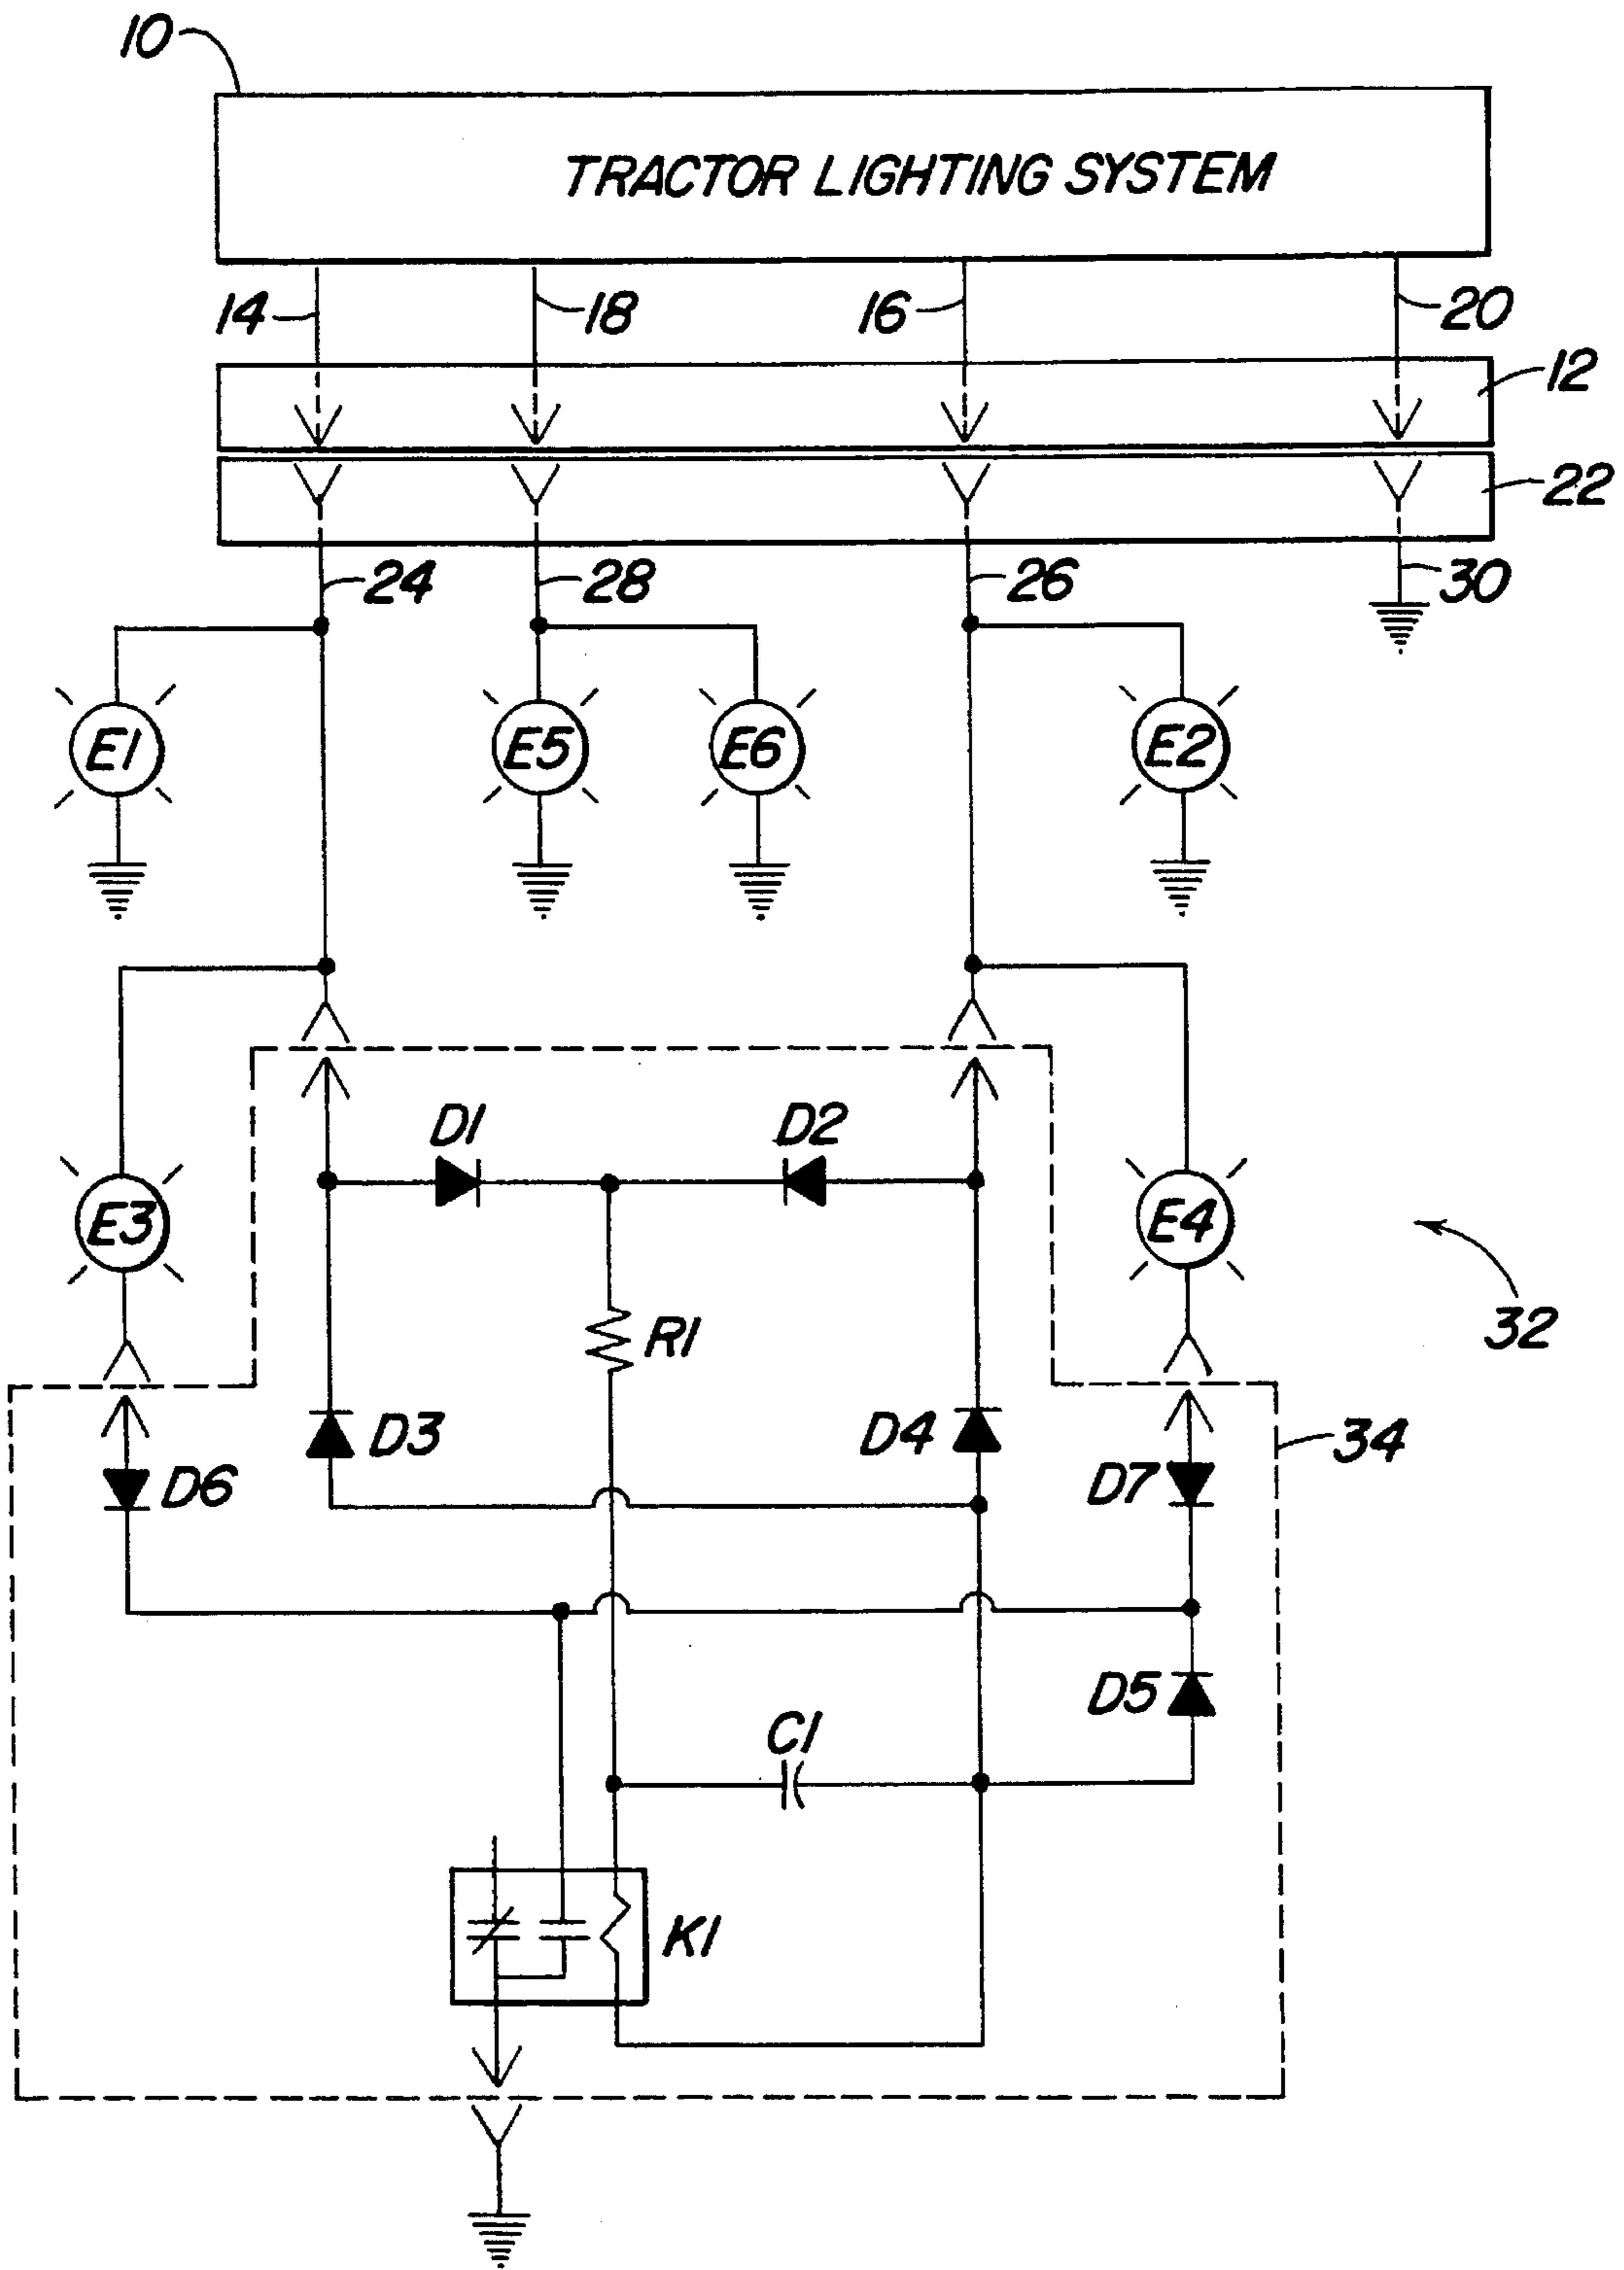 10
TRACTOR LIGHTING SYSTEM
14
18
16
20
12
22
24
28
26
30
E1
E5
E6
E2
D1
D2
E3
E4
32
R1
D3
D4
34
D6
D7
D5
C1
K1